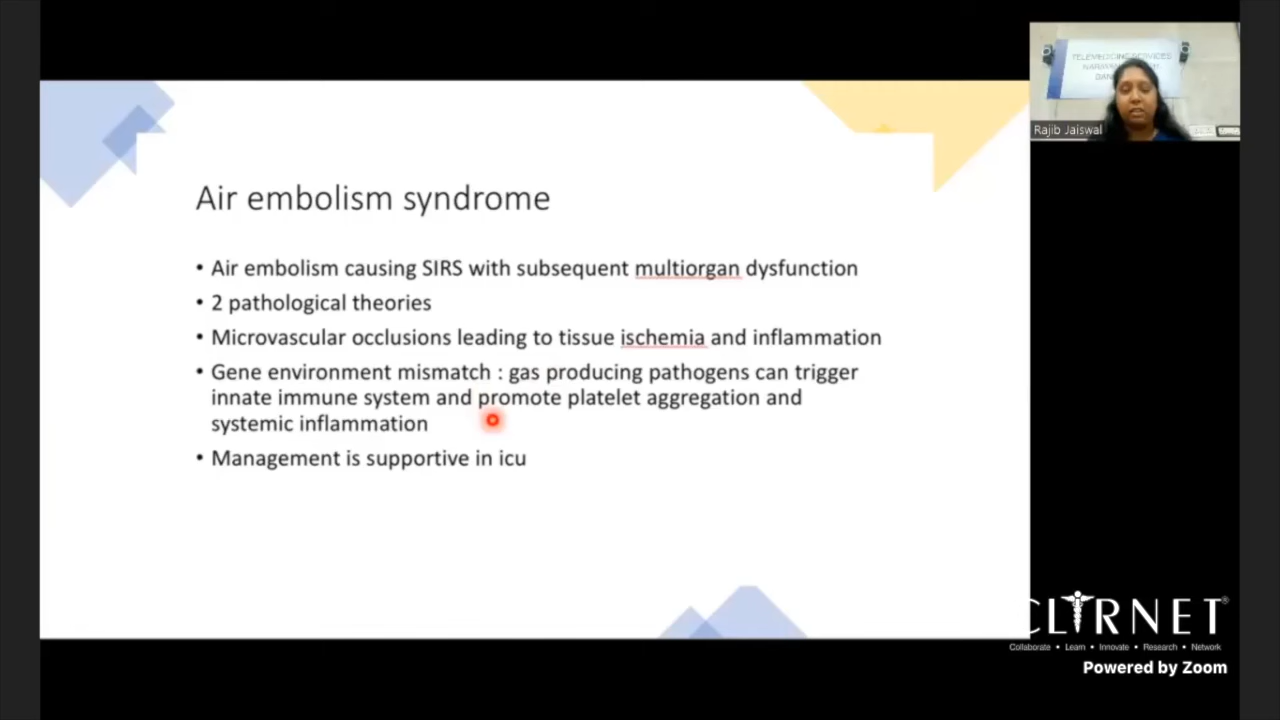 TELEMEDICINE SERVICES
Rajib Jaiswal
Air embolism syndrome
• Air embolism causing SIRS with subsequent multiorgan dysfunction
• 2 pathological theories
• Microvascular occlusions leading to tissue ischemia and inflammation
• Gene environment mismatch : gas producing pathogens can trigger
innate immune system and promote platelet aggregation and
systemic inflammation
• Management is supportive in icu
CLIRNET®
Collaborate • Learn • Innovate • Research • Network
Powered by Zoom